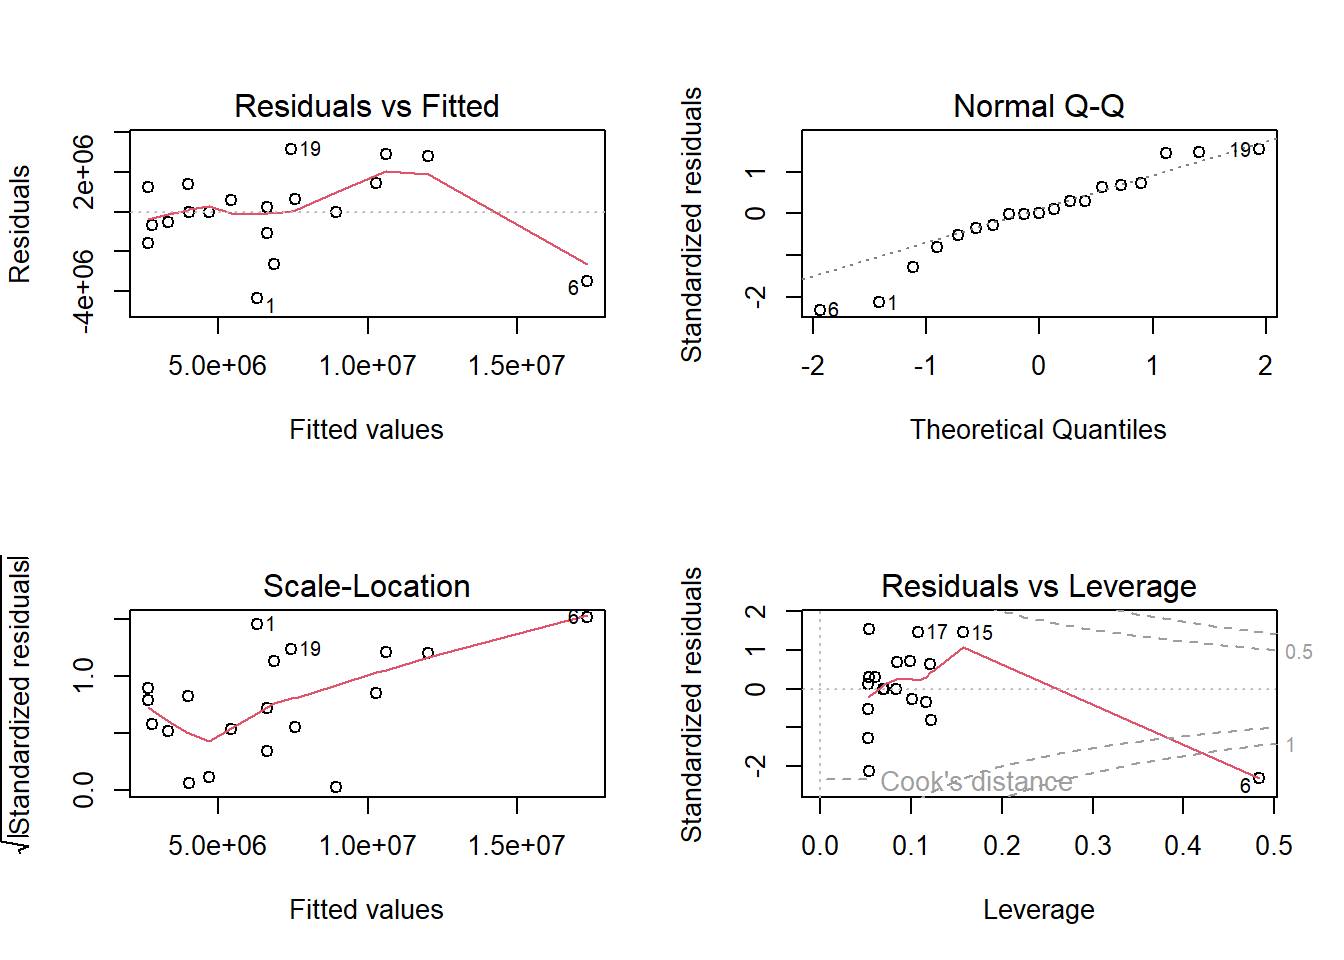 Residuals vs Fitted
Residuals
-4e+06 2e+06
19
1
6
5.0e+06 1.0e+07 1.5e+07
Fitted values
Normal Q-Q
Standardized residuals
-2 0 1
19
6
1
-2 -1 0 1 2
Theoretical Quantiles
Scale-Location
√|Standardized residuals|
0.0 1.0
1
19
6
5.0e+06 1.0e+07 1.5e+07
Fitted values
Residuals vs Leverage
Standardized residuals
-2 0 1 2
17 15
0.5
1
Cook's distance
6
0.0 0.1 0.2 0.3 0.4 0.5
Leverage